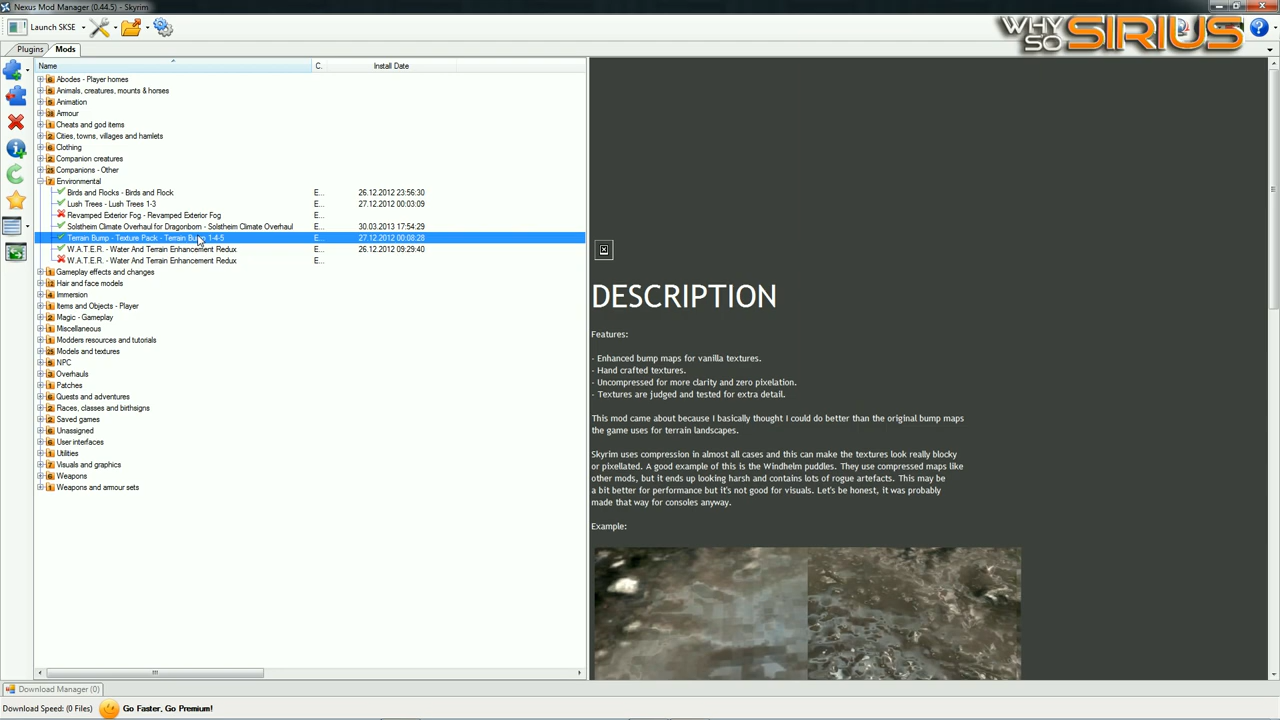 Nexus Mod Manager (0.44.5) - Skyrim
Launch SKSE
WHY SO SIRIUS
Plugins Mods
Name C. Install Date
Abodes - Player homes
Animals, creatures, mounts & horses
Animation
Armour
Cheats and god items
Cities, towns, villages and hamlets
Clothing
Companion creatures
Companions - Other
Environmental
Birds and Flocks - Birds and Flock E... 26.12.2012 23:56:30
Lush Trees - Lush Trees 1-3 E... 27.12.2012 00:03:09
Revamped Exterior Fog - Revamped Exterior Fog E...
Solstheim Climate Overhaul for Dragonborn - Solstheim Climate Overhaul E... 30.03.2013 17:54:29
Terrain Bump - Texture Pack - Terrain Bump 1-4-5 E... 27.12.2012 00:08:28
W.A.T.E.R. - Water And Terrain Enhancement Redux E... 26.12.2012 09:29:40
W.A.T.E.R. - Water And Terrain Enhancement Redux E...
Gameplay effects and changes
Hair and face models
Immersion
Items and Objects - Player
Magic - Gameplay
Miscellaneous
Modders resources and tutorials
Models and textures
NPC
Overhauls
Patches
Quests and adventures
Races, classes and birthsigns
Saved games
Unassigned
User interfaces
Utilities
Visuals and graphics
Weapons
Weapons and armour sets
DESCRIPTION
Features:
- Enhanced bump maps for vanilla textures.
- Hand crafted textures.
- Uncompressed for more clarity and zero pixelation.
- Textures are judged and tested for extra detail.
This mod came about because I basically thought I could do better than the original bump maps
the game uses for terrain landscapes.
Skyrim uses compression in almost all cases and this can make the textures look really blocky
or pixellated. A good example of this is the Windhelm puddles. They use compressed maps like
other mods, but it ends up looking harsh and contains lots of rogue artefacts. This may be
a bit better for performance but it's not good for visuals. Let's be honest, it was probably
made that way for consoles anyway.
Example:
Download Manager (0)
Download Speed: (0 Files) Go Faster, Go Premium!